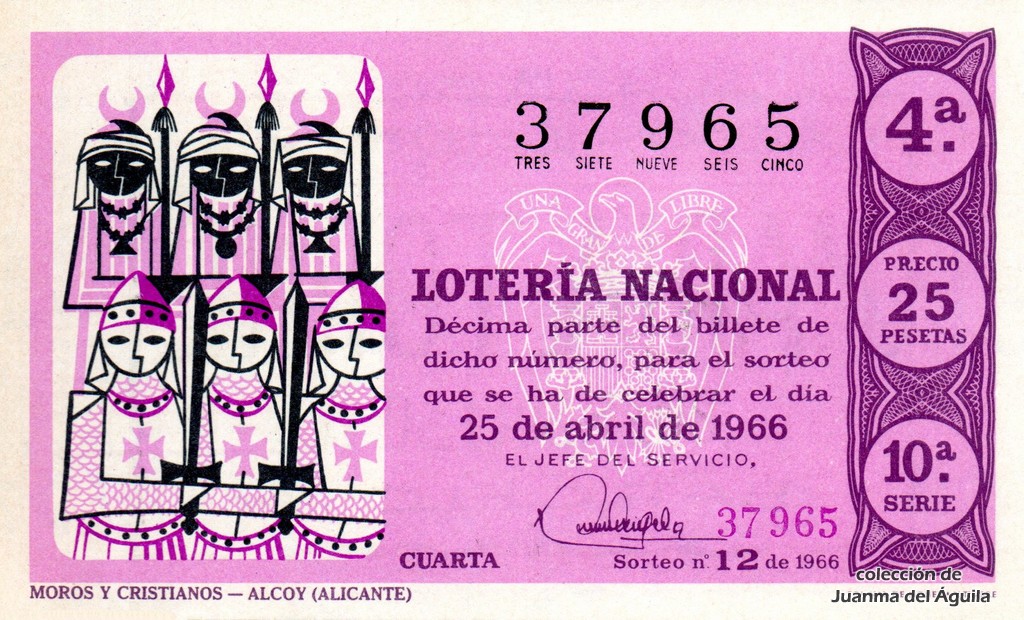 37965
TRES SIETE NUEVE SEIS CINCO
UNA GRANDE LIBRE
LOTERÍA NACIONAL
Décima parte del billete de
dicho número, para el sorteo
que se ha de celebrar el día
25 de abril de 1966
EL JEFE DEL SERVICIO,
37965
CUARTA
Sorteo n.º 12 de 1966
4ª.
PRECIO
25
PESETAS
10.ª
SERIE
MOROS Y CRISTIANOS — ALCOY (ALICANTE)
colección de
Juanma del Águila